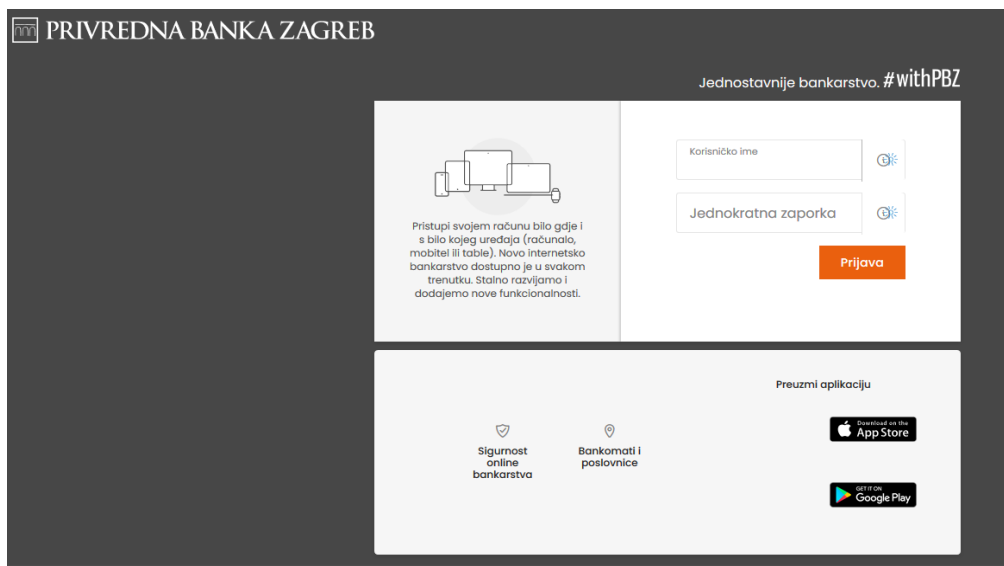 PRIVREDNA BANKA ZAGREB
Jednostavnije bankarstvo. #withPBZ
Pristupi svojem računu bilo gdje i
s bilo kojeg uređaja (računalo,
mobitel ili table). Novo internetsko
bankarstvo dostupno je u svakom
trenutku. Stalno razvijamo i
dodajemo nove funkcionalnosti.
Korisničko ime
Jednokratna zaporka
Prijava
Sigurnost
online
bankarstva
Bankomati i
poslovnice
Preuzmi aplikaciju
Download on the
App Store
GET IT ON
Google Play